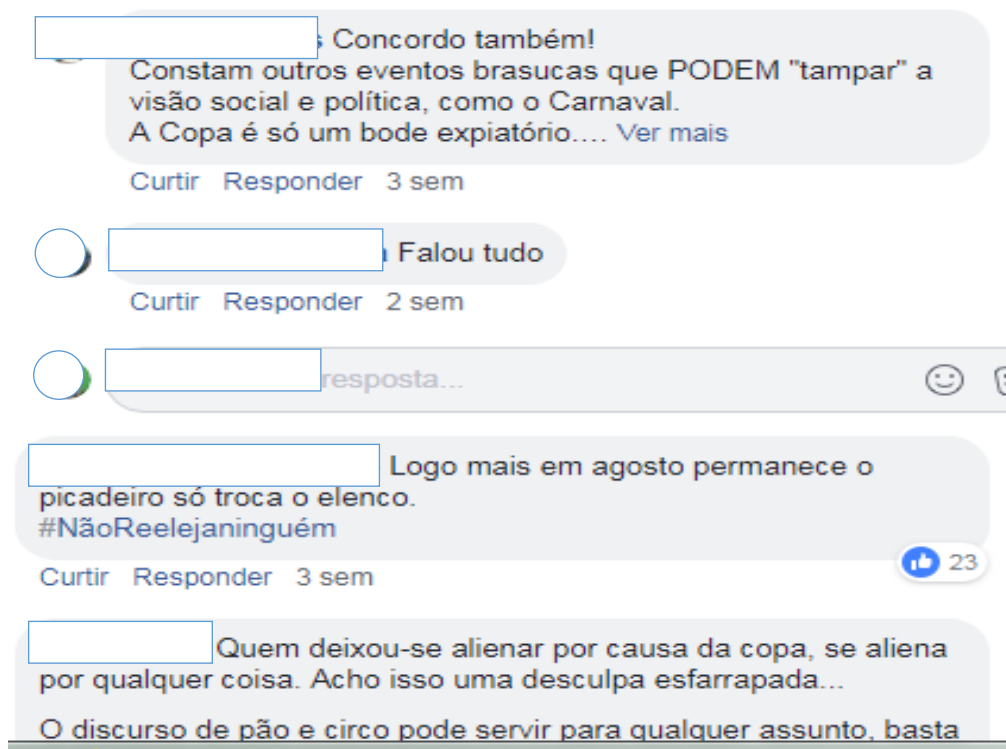 Concordo também!
Constam outros eventos brasucas que PODEM "tampar" a
visão social e política, como o Carnaval.
A Copa é só um bode expiatório.... Ver mais
Curtir Responder 3 sem
Falou tudo
Curtir Responder 2 sem
resposta...
Logo mais em agosto permanece o
picadeiro só troca o elenco.
#NãoReelejaninguém
23
Curtir Responder 3 sem
Quem deixou-se alienar por causa da copa, se aliena
por qualquer coisa. Acho isso uma desculpa esfarrapada...
O discurso de pão e circo pode servir para qualquer assunto, basta